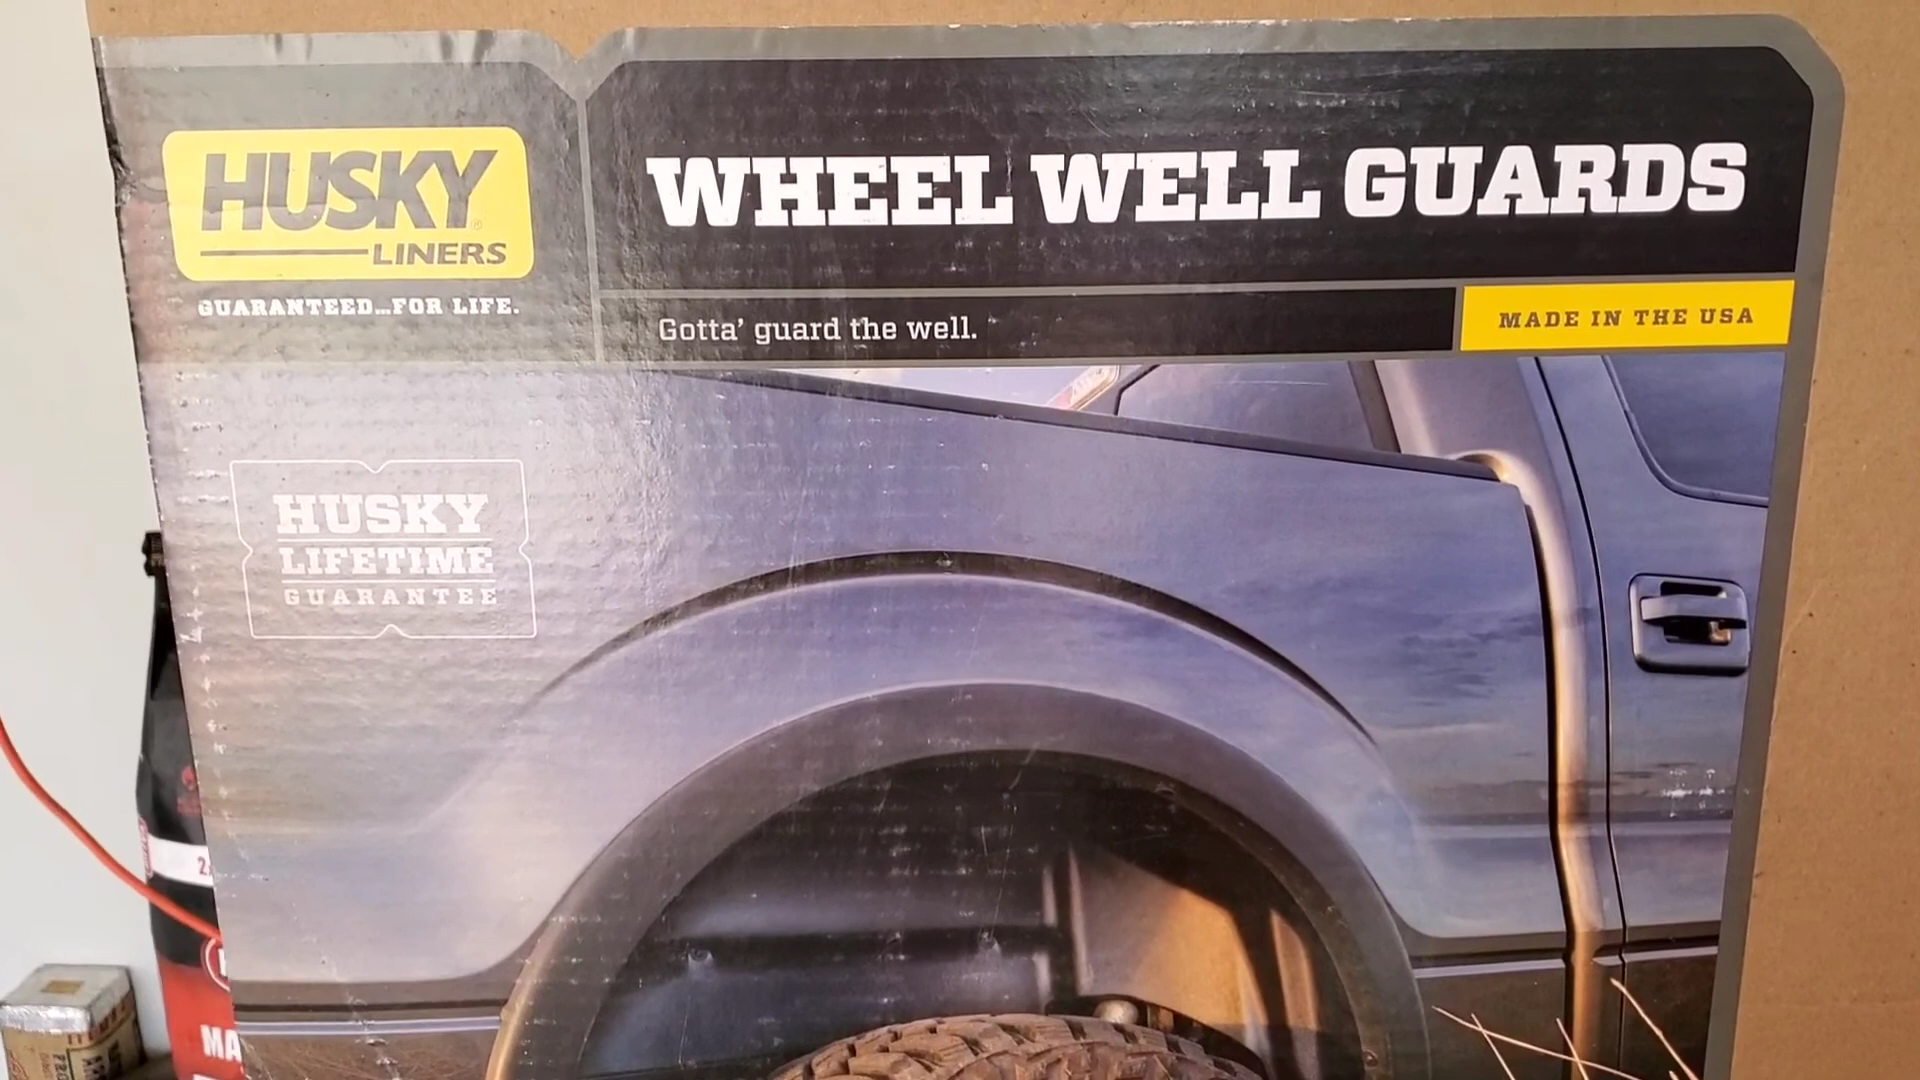 HUSKY
LINERS
GUARANTEED...FOR LIFE.
WHEEL WELL GUARDS
Gotta' guard the well.
MADE IN THE USA
HUSKY
LIFETIME
GUARANTEE
MA